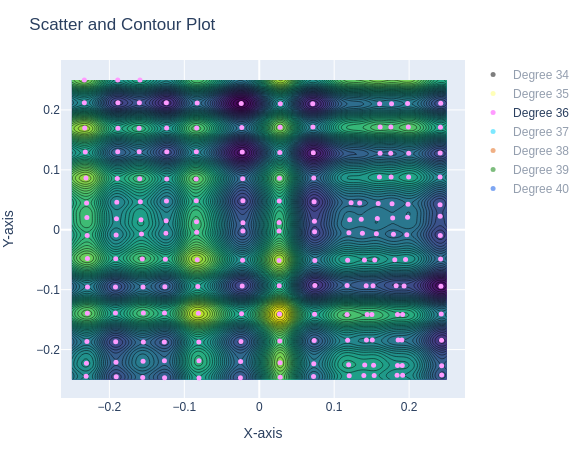 Scatter and Contour Plot
Degree 34
Degree 35
Degree 36
Degree 37
Degree 38
Degree 39
Degree 40
0.2
0.1
0
−0.1
−0.2
Y-axis
−0.2
−0.1
0
0.1
0.2
X-axis